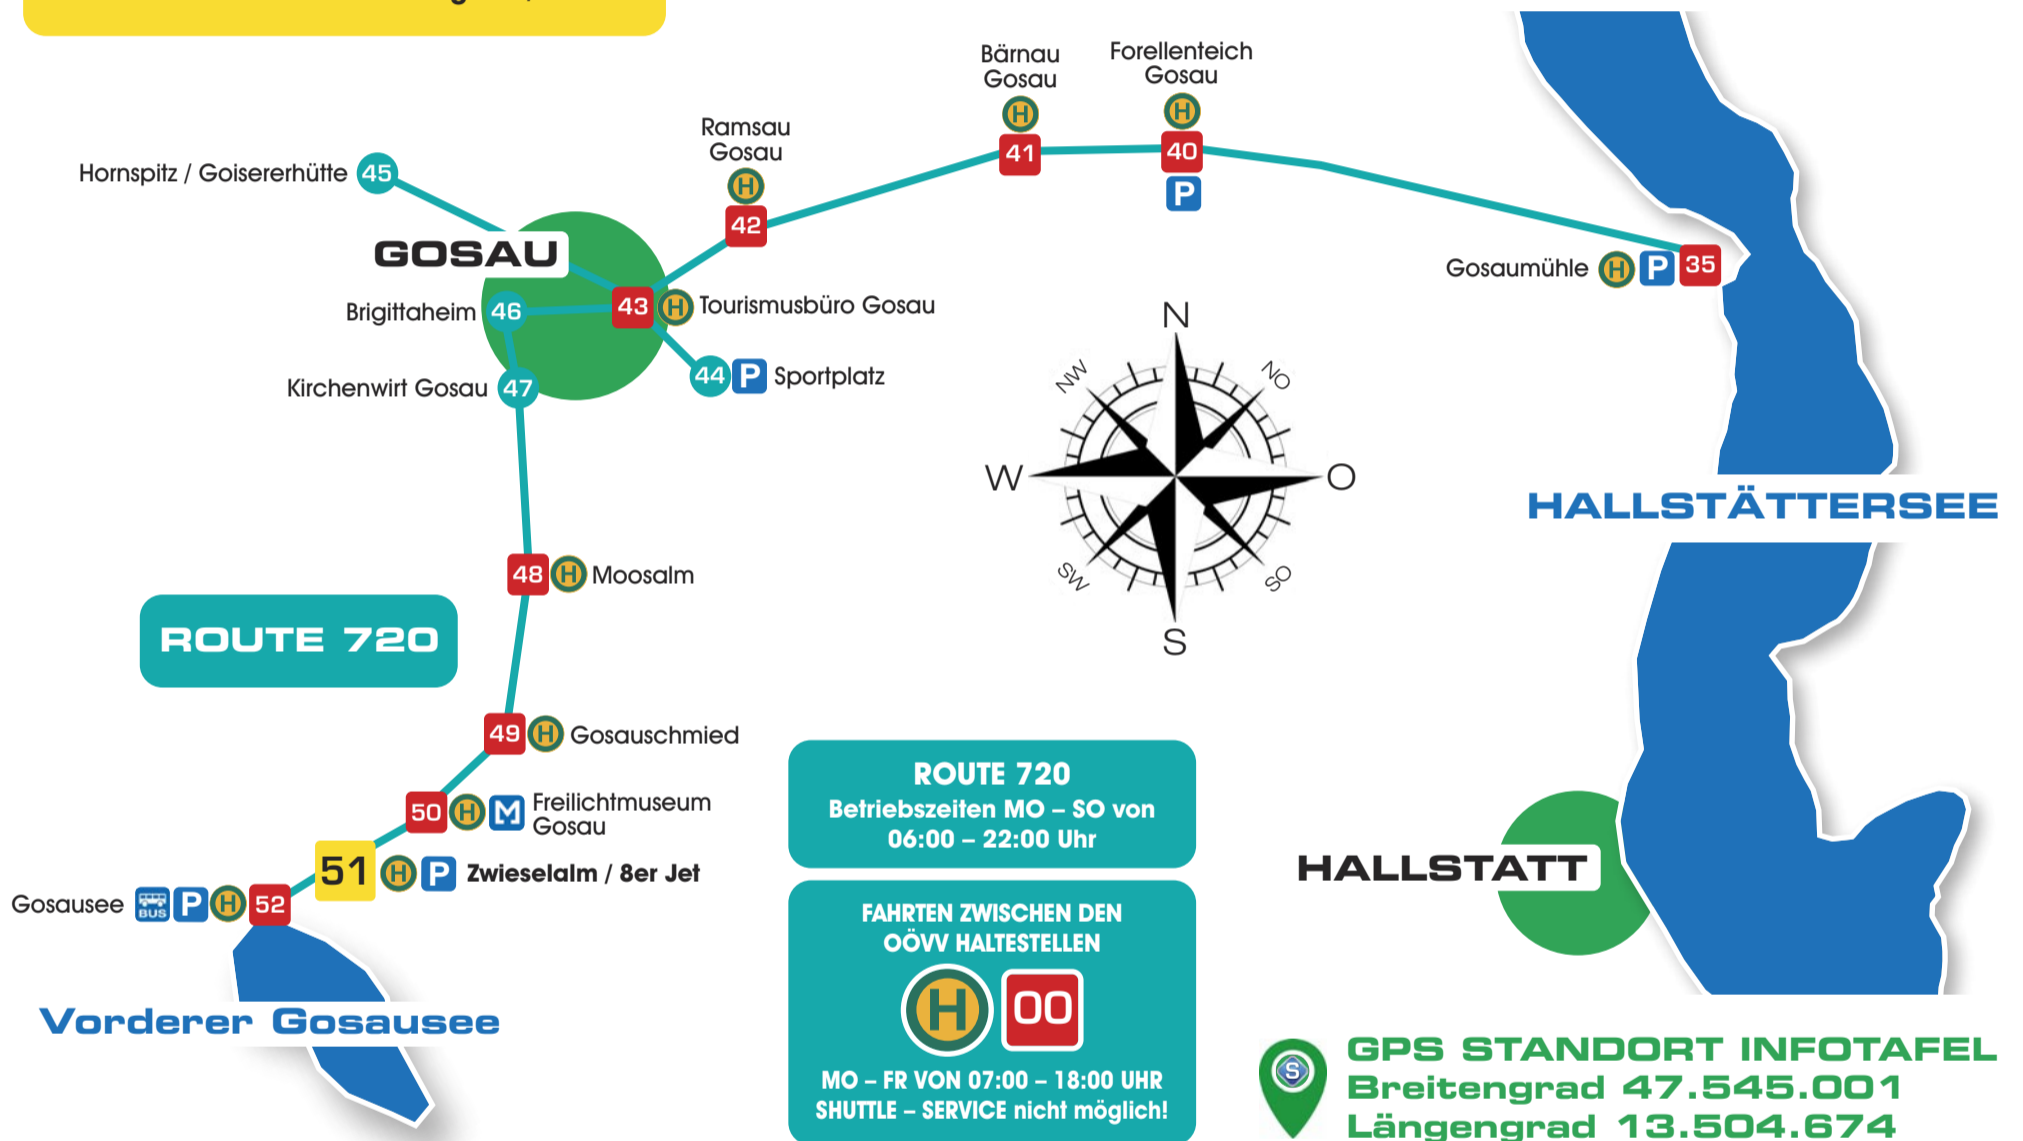 Bärnau
Gosau
Forellenteich
Gosau
H
H
41
40
P
Ramsau
Gosau
H
42
Hornspitz / Goisererhütte 45
GOSAU
Gosaumühle H P 35
Brigittaheim 46
43 H Tourismusbüro Gosau
Kirchenwirt Gosau 47
44 P Sportplatz
N
NW
NO
W
O
SW
SO
S
HALLSTÄTTERSEE
48 H Moosalm
ROUTE 720
49 H Gosauschmied
50 H M Freilichtmuseum
Gosau
51 H P Zwieselalm / 8er Jet
Gosausee BUS P H 52
Vorderer Gosausee
ROUTE 720
Betriebszeiten MO – SO von
06:00 – 22:00 Uhr
FAHRTEN ZWISCHEN DEN
OÖVV HALTESTELLEN
H 00
MO – FR VON 07:00 – 18:00 UHR
SHUTTLE – SERVICE nicht möglich!
HALLSTATT
S
GPS STANDORT INFOTAFEL
Breitengrad 47.545.001
Längengrad 13.504.674